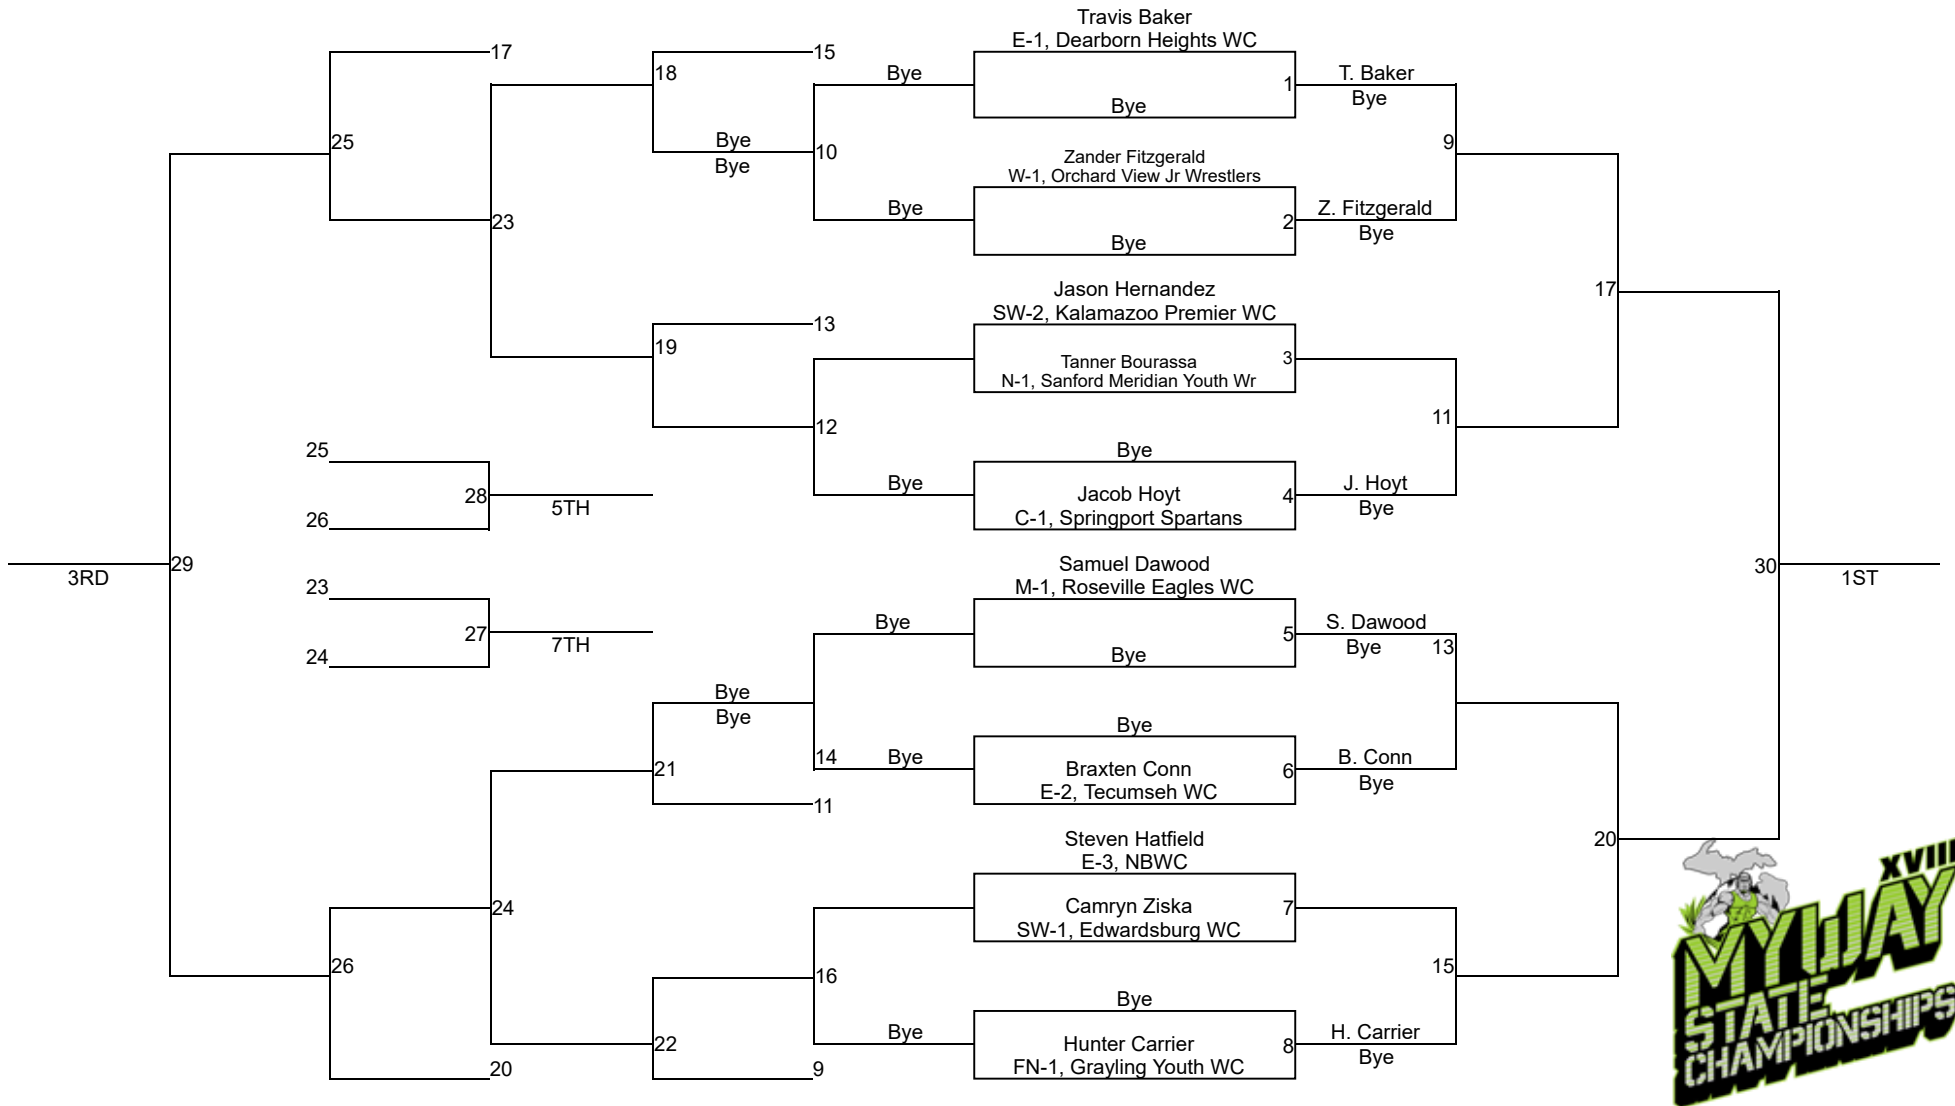 Travis Baker
E-1, Dearborn Heights WC
17
15
18
Bye
1
T. Baker
Bye
Bye
25
Bye
Bye
10
9
Zander Fitzgerald
W-1, Orchard View Jr Wrestlers
23
Bye
2
Z. Fitzgerald
Bye
Bye
Jason Hernandez
SW-2, Kalamazoo Premier WC
17
13
19
Tanner Bourassa
N-1, Sanford Meridian Youth Wr
3
12
11
25
Bye
28
5TH
Bye
Jacob Hoyt
C-1, Springport Spartans
4
J. Hoyt
Bye
26
3RD
29
Samuel Dawood
M-1, Roseville Eagles WC
30
1ST
23
27
7TH
Bye
5
S. Dawood
Bye
Bye
13
24
Bye
Bye
Bye
21
14
Bye
Braxten Conn
E-2, Tecumseh WC
6
B. Conn
Bye
11
Steven Hatfield
E-3, NBWC
20
24
Camryn Ziska
SW-1, Edwardsburg WC
7
26
16
15
Bye
22
Bye
Hunter Carrier
FN-1, Grayling Youth WC
8
H. Carrier
Bye
20
9
XVIII
MYWAY
STATE
CHAMPIONSHIPS